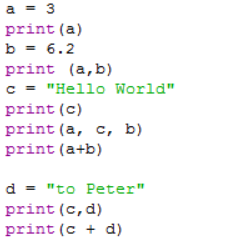 a = 3
print(a)
b = 6.2
print (a,b)
c = "Hello World"
print(c)
print(a, c, b)
print(a+b)

d = "to Peter"
print(c,d)
print(c + d)